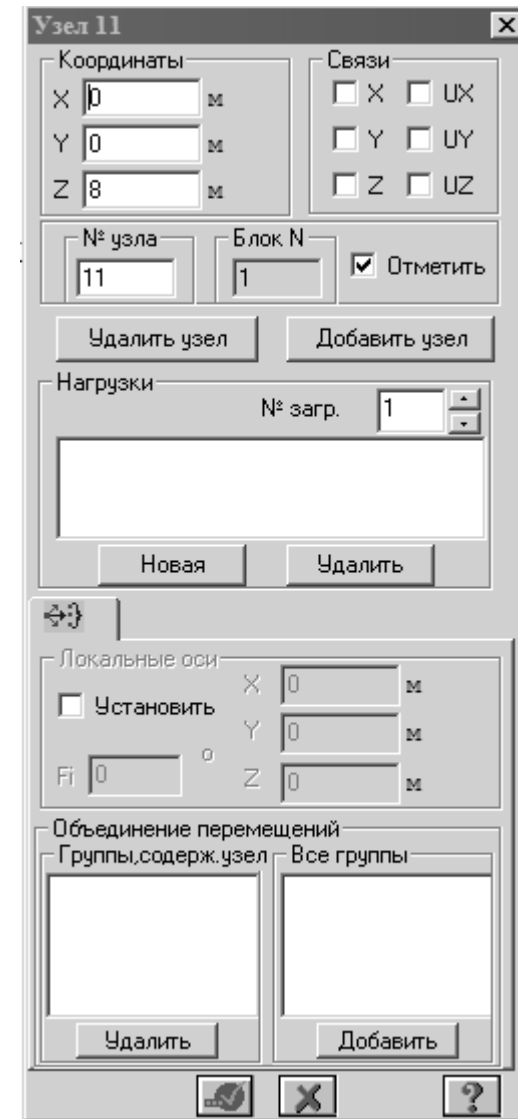 Узел 11
Координаты Связи
X 0 м X UX
Y 0 м Y UY
Z 8 м Z UZ
№ узла Блок N
11 1 Отметить
Удалить узел Добавить узел
Нагрузки
№ загр. 1
Новая Удалить
Локальные оси
X 0 м
Установить
Y 0 м
Fi 0 ° Z 0 м
Объединение перемещений
Группы,содерж.узел Все группы
Удалить Добавить
?